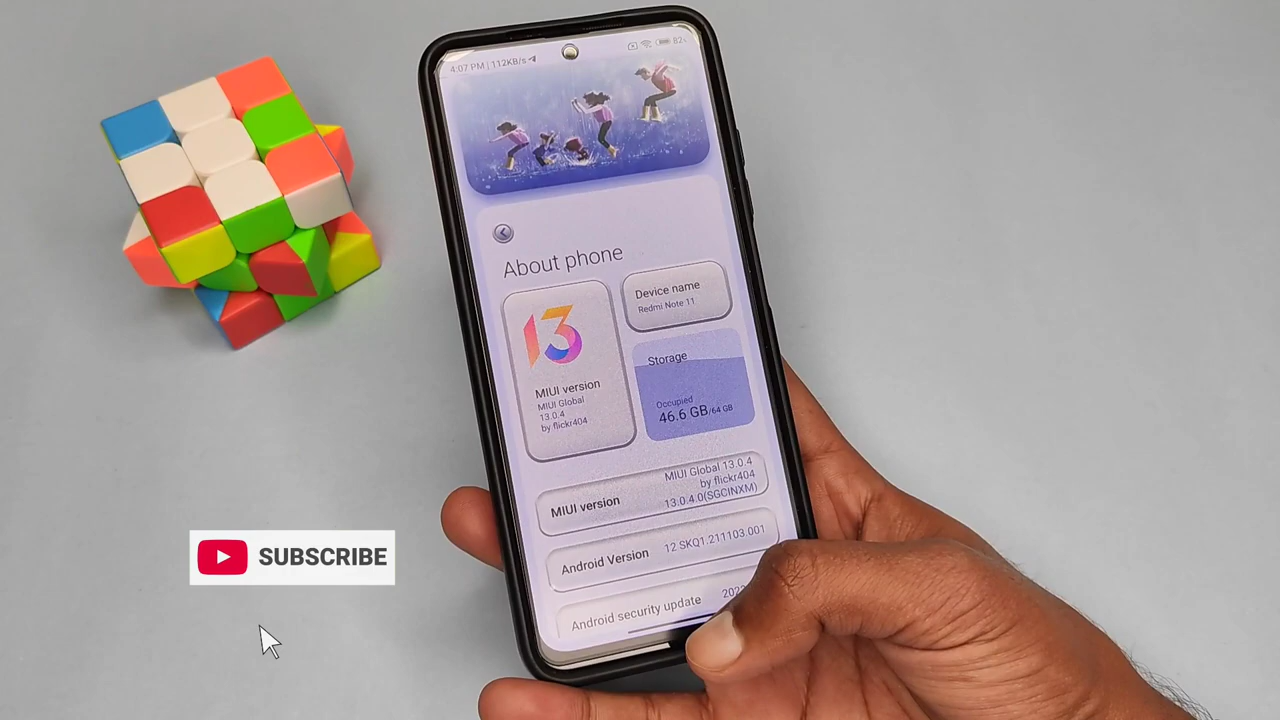 4:07 PM | 112KB/s
82
About phone
Device name
Redmi Note 11
13
MIUI version
MIUI Global
13.0.4
by flickr404
Storage
Occupied
46.6 GB/64 GB
MIUI version
MIUI Global 13.0.4
by flickr404
13.0.4.0(SGCINXM)
Android Version
12 SKQ1.211103.001
Android security update
SUBSCRIBE